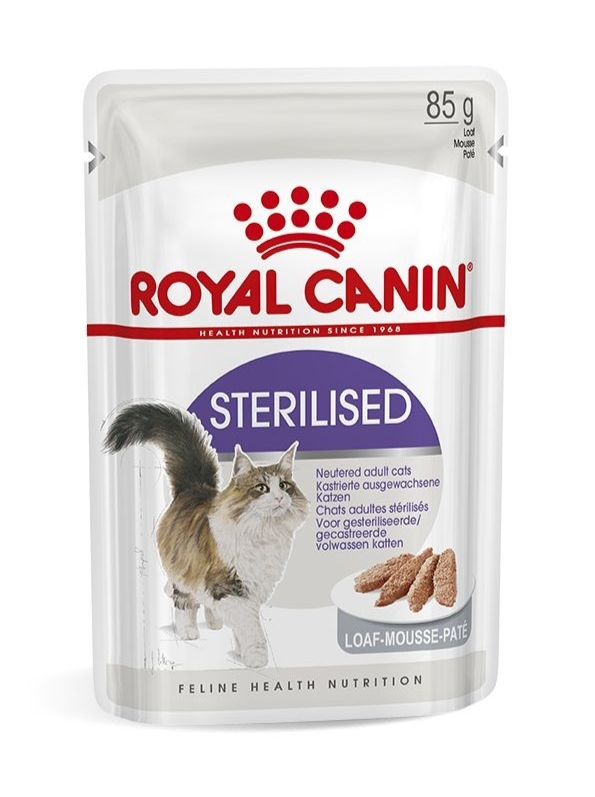 85 g
Loaf
Mousse
Paté
ROYAL CANIN®
HEALTH NUTRITION SINCE 1968
STERILISED
Neutered adult cats
Kastrierte ausgewachsene
Katzen
Chats adultes stérilisés
Voor gesteriliseerde/
gecastreerde
volwassen katten
LOAF-MOUSSE-PATÉ
FELINE HEALTH NUTRITION